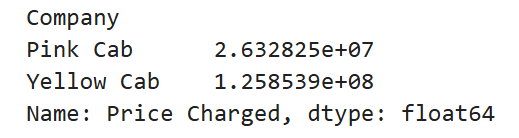 Company
Pink Cab      2.632825e+07
Yellow Cab    1.258539e+08
Name: Price Charged, dtype: float64